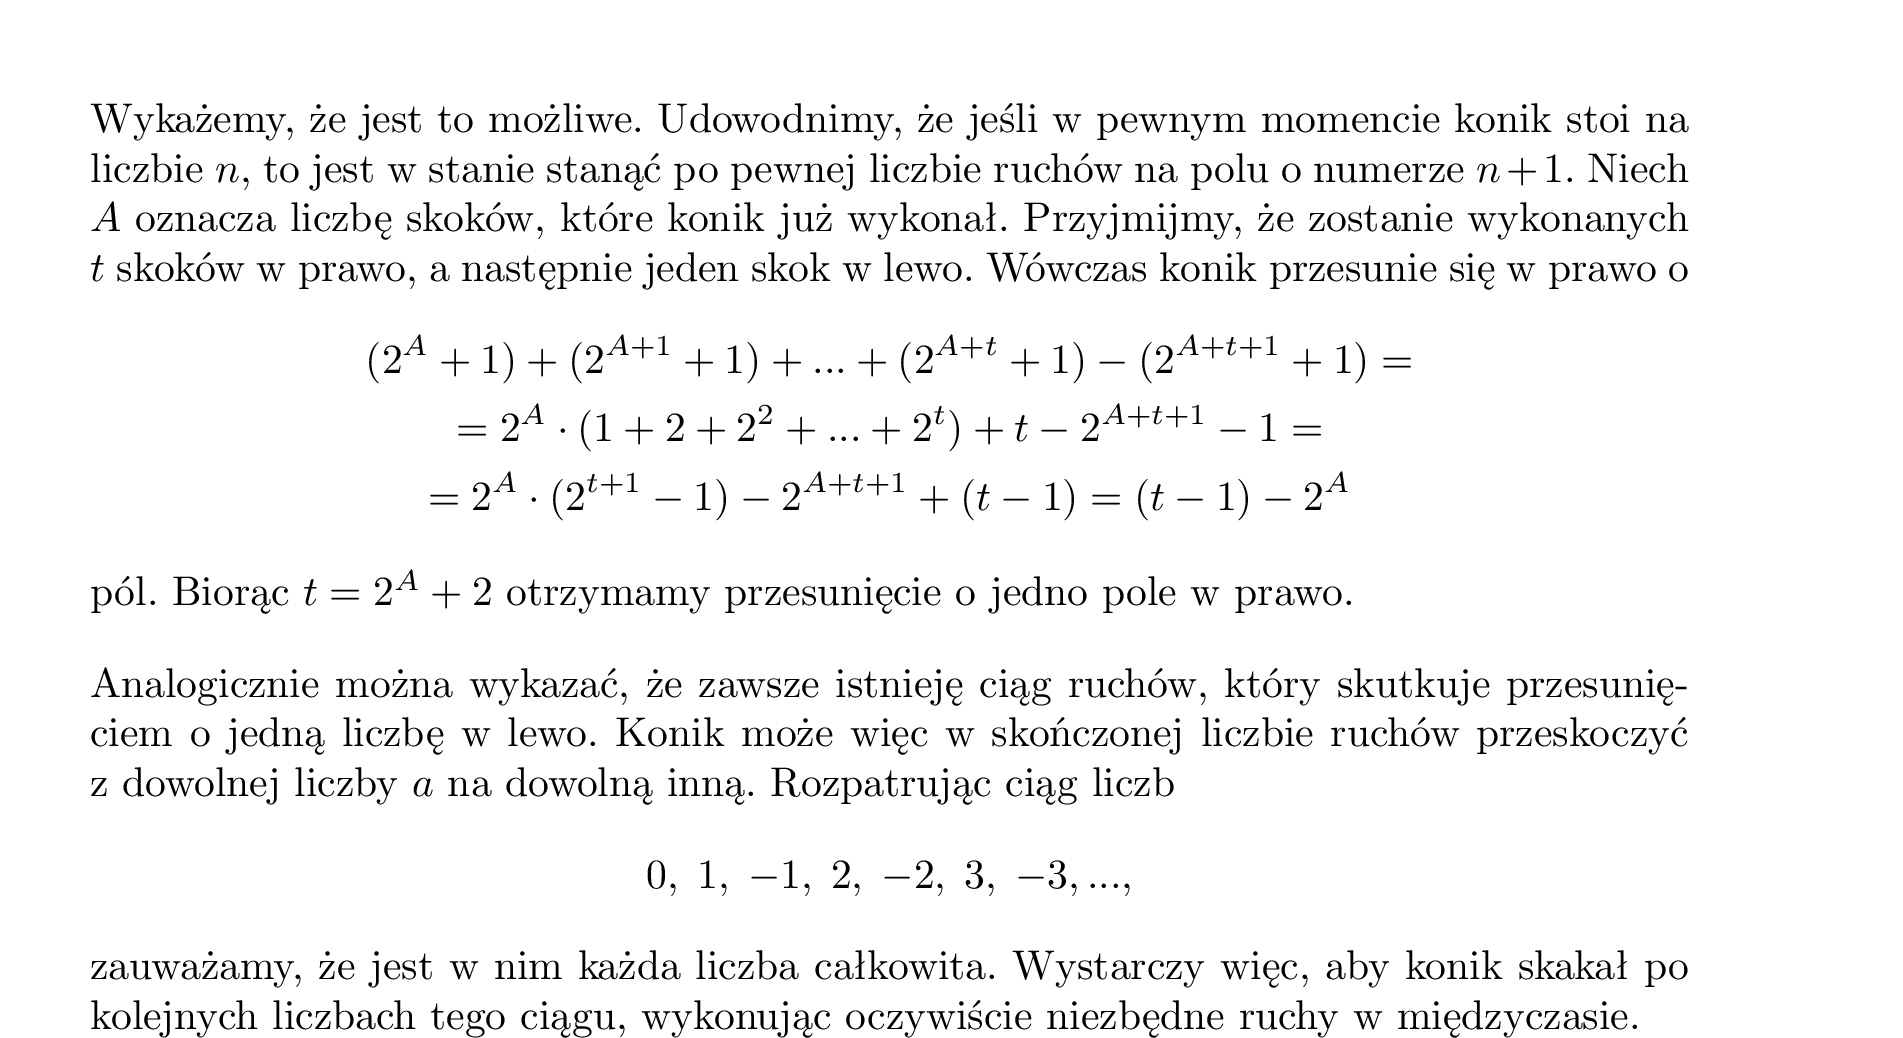 Wykażemy, że jest to możliwe. Udowodnimy, że jeśli w pewnym momencie konik stoi na
liczbie n, to jest w stanie stanąć po pewnej liczbie ruchów na polu o numerze n + 1. Niech
A oznacza liczbę skoków, które konik już wykonał. Przyjmijmy, że zostanie wykonanych
t skoków w prawo, a następnie jeden skok w lewo. Wówczas konik przesunie się w prawo o
(2^A + 1) + (2^{A+1} + 1) + ... + (2^{A+t} + 1) − (2^{A+t+1} + 1) =
= 2^A · (1 + 2 + 2^2 + ... + 2^t) + t − 2^{A+t+1} − 1 =
= 2^A · (2^{t+1} − 1) − 2^{A+t+1} + (t − 1) = (t − 1) − 2^A
pól. Biorąc t = 2^A + 2 otrzymamy przesunięcie o jedno pole w prawo.
Analogicznie można wykazać, że zawsze istnieję ciąg ruchów, który skutkuje przesunię-
ciem o jedną liczbę w lewo. Konik może więc w skończonej liczbie ruchów przeskoczyć
z dowolnej liczby a na dowolną inną. Rozpatrując ciąg liczb
0, 1, −1, 2, −2, 3, −3, ...,
zauważamy, że jest w nim każda liczba całkowita. Wystarczy więc, aby konik skakał po
kolejnych liczbach tego ciągu, wykonując oczywiście niezbędne ruchy w międzyczasie.